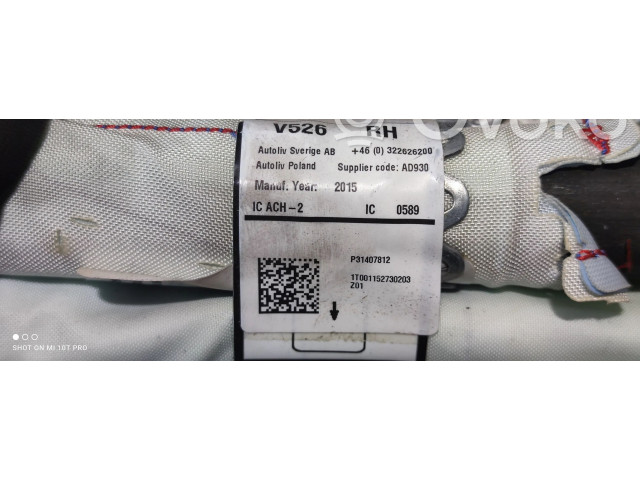 V526 RH
Autoliv Sverige AB +46 (0) 322626200
Autoliv Poland Supplier code: AD930
Manuf. Year: 2015
IC ACH-2 IC 0589
P31407812
1T001152730203
Z01
SHOT ON MI 10T PRO